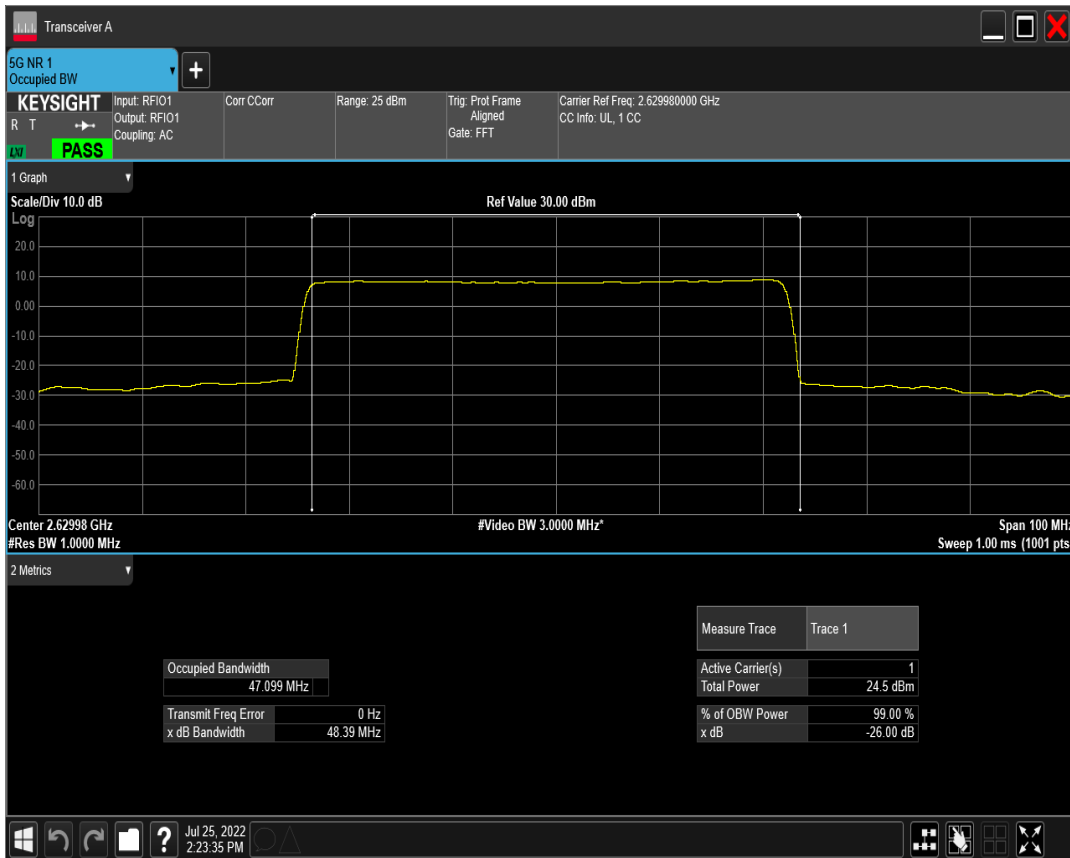 Transceiver A
5G NR 1
Occupied BW
+
KEYSIGHT
R T
LXI
PASS
Input: RFIO1
Output: RFIO1
Coupling: AC
Corr CCorr
Range: 25 dBm
Trig: Prot Frame
Aligned
Gate: FFT
Carrier Ref Freq: 2.629980000 GHz
CC Info: UL, 1 CC
1 Graph
Scale/Div 10.0 dB
Ref Value 30.00 dBm
Log
20.0
10.0
0.00
-10.0
-20.0
-30.0
-40.0
-50.0
-60.0
Center 2.62998 GHz
#Video BW 3.0000 MHz*
Span 100 MHz
#Res BW 1.0000 MHz
Sweep 1.00 ms (1001 pts
2 Metrics
Measure Trace Trace 1
Occupied Bandwidth
47.099 MHz
Active Carrier(s) 1
Total Power 24.5 dBm
Transmit Freq Error 0 Hz
x dB Bandwidth 48.39 MHz
% of OBW Power 99.00 %
x dB -26.00 dB
?
Jul 25, 2022
2:23:35 PM